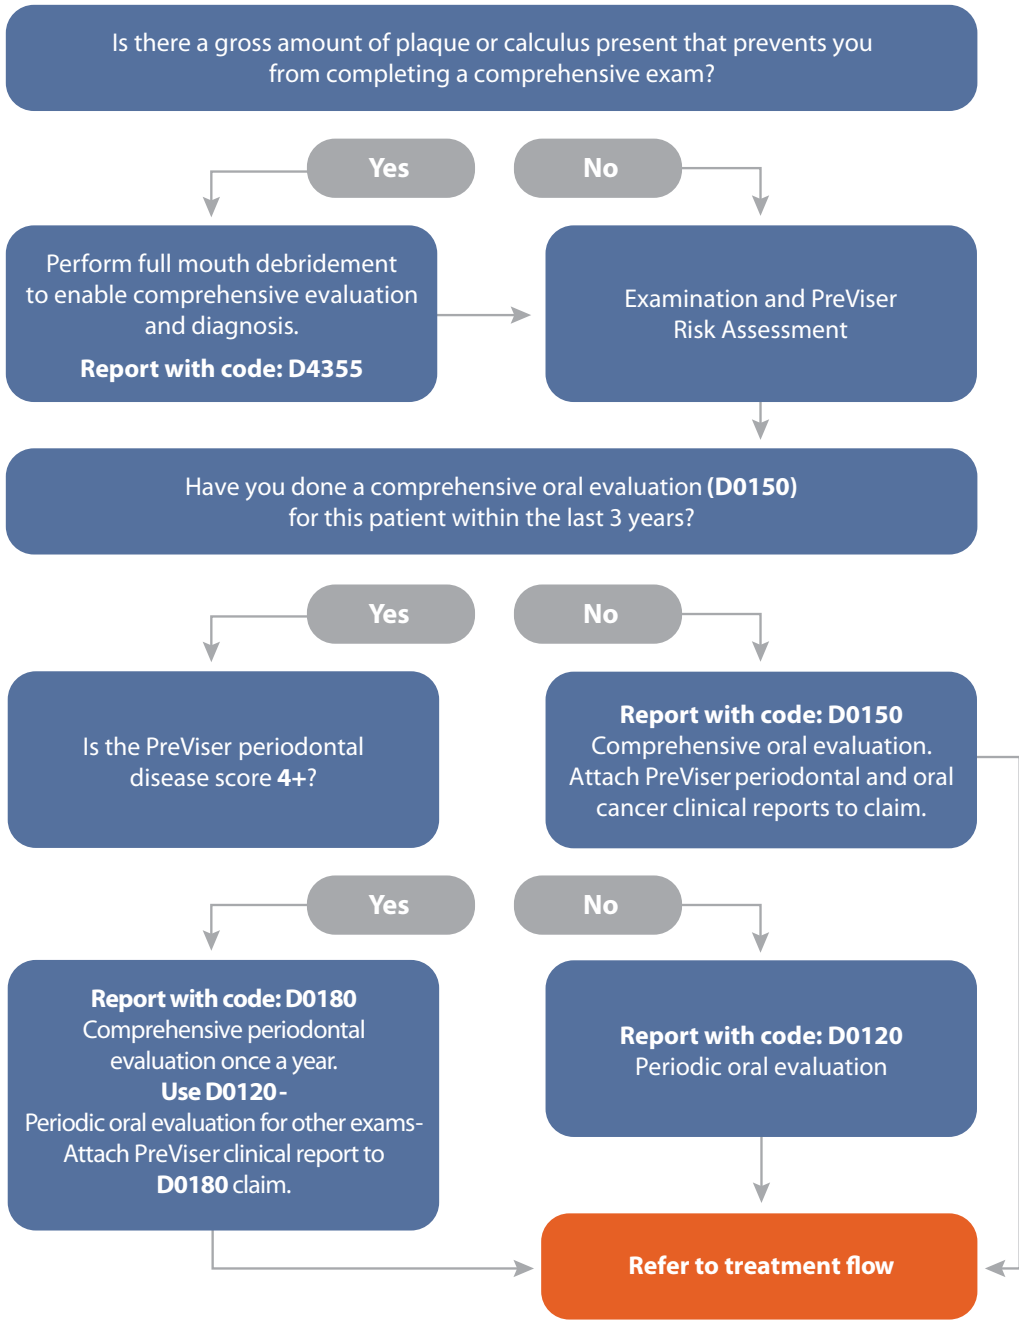 Is there a gross amount of plaque or calculus present that prevents you
from completing a comprehensive exam?
Yes
No
Perform full mouth debridement
to enable comprehensive evaluation
and diagnosis.
Report with code: D4355
Examination and PreViser
Risk Assessment
Have you done a comprehensive oral evaluation (D0150)
for this patient within the last 3 years?
Yes
No
Is the PreViser periodontal
disease score 4+?
Report with code: D0150
Comprehensive oral evaluation.
Attach PreViser periodontal and oral
cancer clinical reports to claim.
Yes
No
Report with code: D0180
Comprehensive periodontal
evaluation once a year.
Use D0120 -
Periodic oral evaluation for other exams-
Attach PreViser clinical report to
D0180 claim.
Report with code: D0120
Periodic oral evaluation
Refer to treatment flow